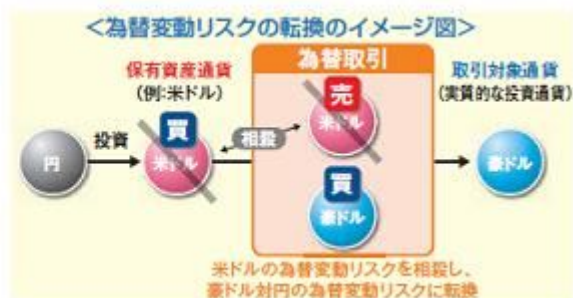 <為替変動リスクの転換のイメージ図>
保有資産通貨
(例:米ドル)
為替取引
取引対象通貨
(実質的な投資通貨)
円
投資
買
米ドル
相殺
売
米ドル
買
豪ドル
豪ドル
米ドルの為替変動リスクを相殺し、
豪ドル対円の為替変動リスクに転換